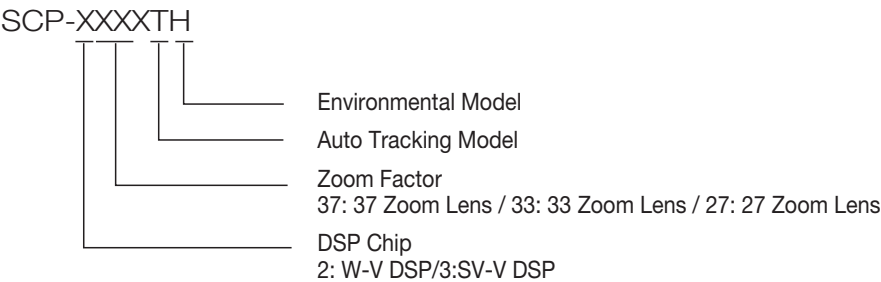 SCP-XXXXTH
Environmental Model
Auto Tracking Model
Zoom Factor
37: 37 Zoom Lens / 33: 33 Zoom Lens / 27: 27 Zoom Lens
DSP Chip
2: W-V DSP/3:SV-V DSP